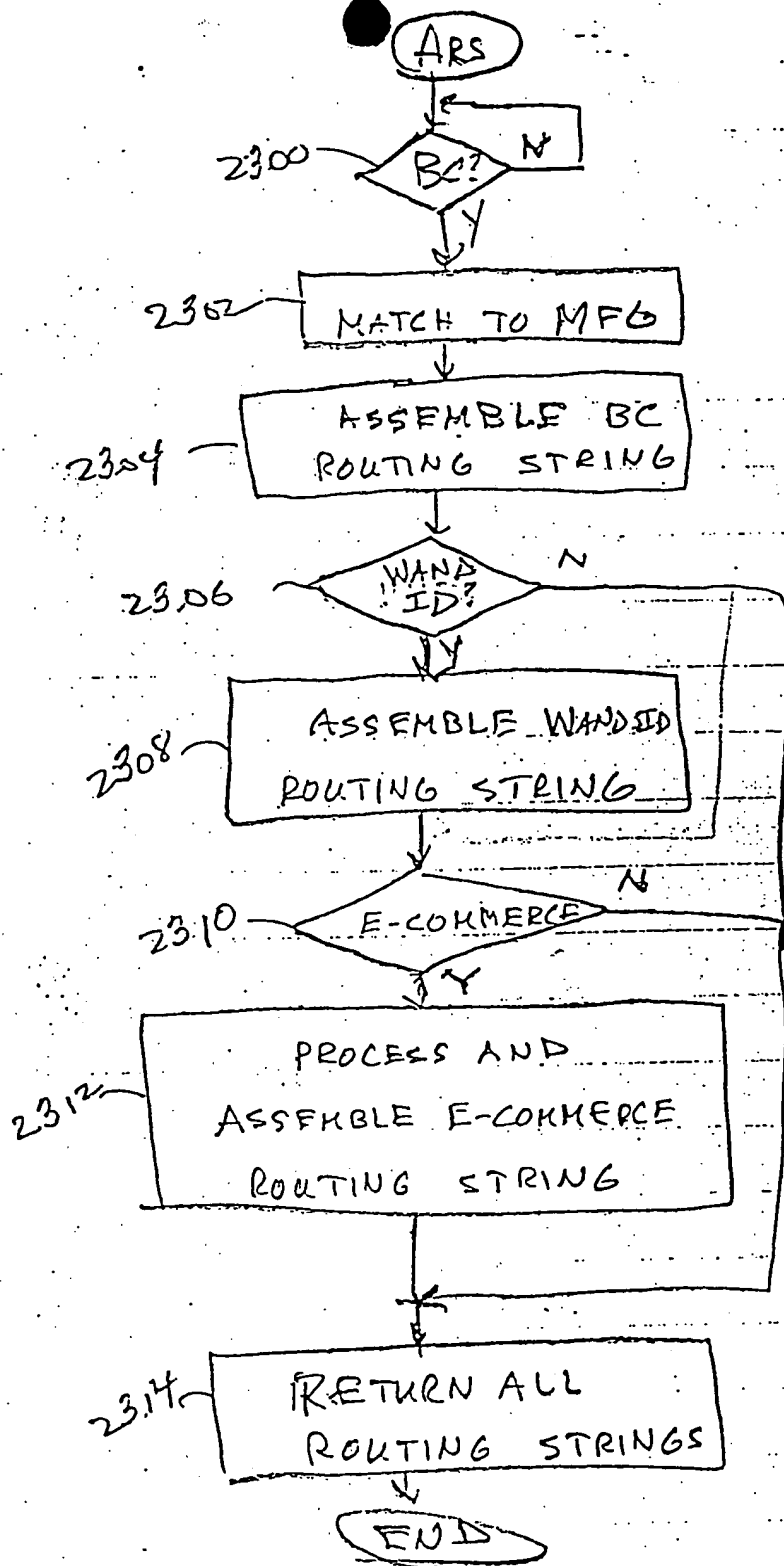 ARS
2300
BC?
N
Y
2302
MATCH TO MFG
2304
ASSEMBLE BC
ROUTING STRING
2306
WAND
ID?
N
Y
2308
ASSEMBLE WAND ID
ROUTING STRING
2310
E-COMMERCE
N
Y
2312
PROCESS AND
ASSEMBLE E-COMMERCE
ROUTING STRING
2314
RETURN ALL
ROUTING STRINGS
END